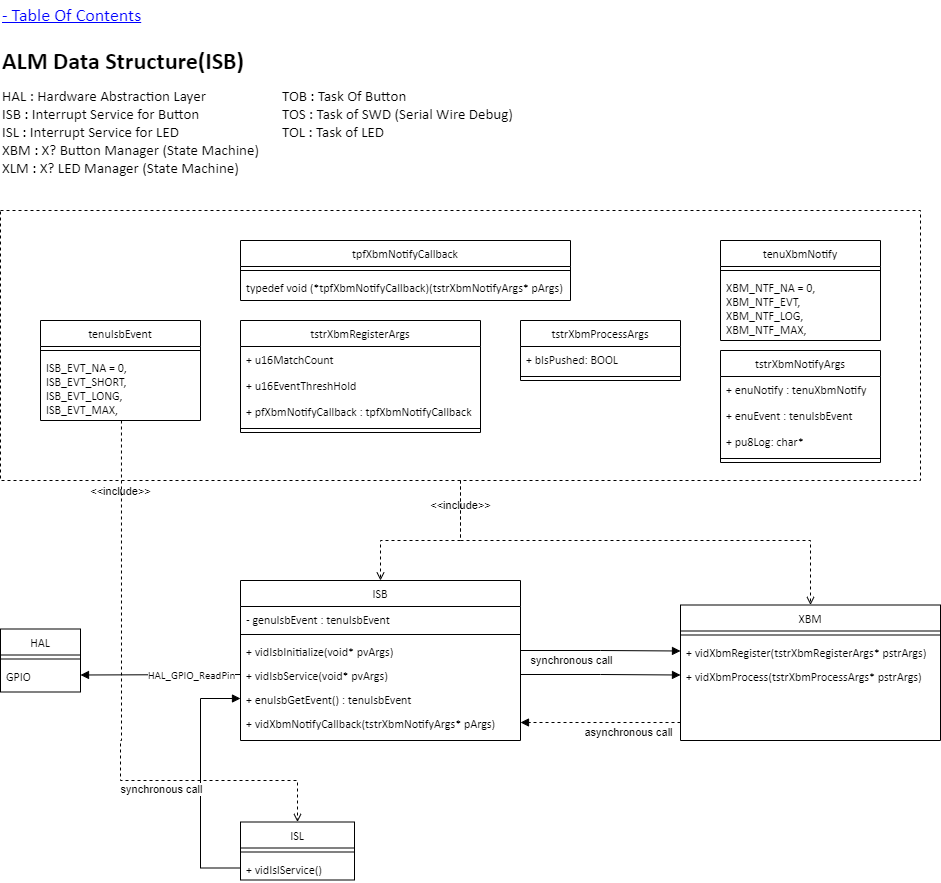 - Table Of Contents
ALM Data Structure(ISB)
HAL : Hardware Abstraction Layer
ISB : Interrupt Service for Button
ISL : Interrupt Service for LED
XBM : X? Button Manager (State Machine)
XLM : X? LED Manager (State Machine)
TOB : Task Of Button
TOS : Task of SWD (Serial Wire Debug)
TOL : Task of LED
tpfXbmNotifyCallback
typedef void (*tpfXbmNotifyCallback)(tstrXbmNotifyArgs* pArgs)
tenuXbmNotify
XBM_NTF_NA = 0,
XBM_NTF_EVT,
XBM_NTF_LOG,
XBM_NTF_MAX,
tenuIsbEvent
ISB_EVT_NA = 0,
ISB_EVT_SHORT,
ISB_EVT_LONG,
ISB_EVT_MAX,
tstrXbmRegisterArgs
+ u16MatchCount
+ u16EventThreshHold
+ pfXbmNotifyCallback : tpfXbmNotifyCallback
tstrXbmProcessArgs
+ bIsPushed: BOOL
tstrXbmNotifyArgs
+ enuNotify : tenuXbmNotify
+ enuEvent : tenuIsbEvent
+ pu8Log: char*
<<include>>
<<include>>
ISB
- genuIsbEvent : tenuIsbEvent
+ vidIsbInitialize(void* pvArgs)
+ vidIsbService(void* pvArgs)
+ enuIsbGetEvent() : tenuIsbEvent
+ vidXbmNotifyCallback(tstrXbmNotifyArgs* pArgs)
XBM
+ vidXbmRegister(tstrXbmRegisterArgs* pstrArgs)
+ vidXbmProcess(tstrXbmProcessArgs* pstrArgs)
HAL
GPIO
HAL_GPIO_ReadPin
synchronous call
asynchronous call
synchronous call
ISL
+ vidIslService()